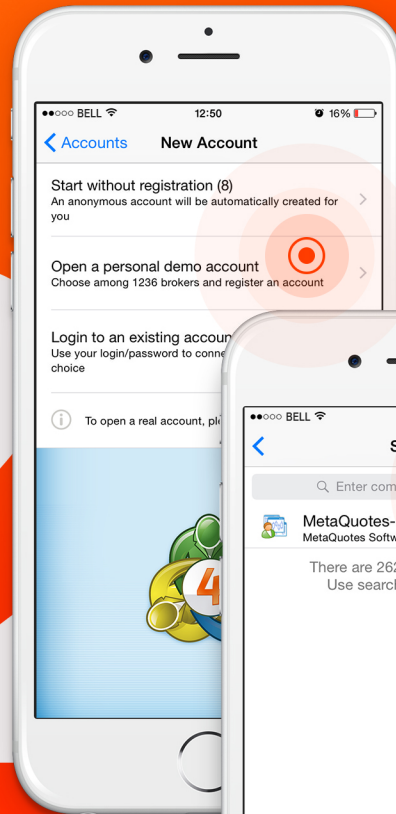 BELL 12:50 16%
Accounts New Account
Start without registration (8)
An anonymous account will be automatically created for
you
Open a personal demo account
Choose among 1236 brokers and register an account
Login to an existing accoun
Use your login/password to conne
choice
To open a real account, pl
4
BELL
S
Enter com
MetaQuotes-
MetaQuotes Softw
There are 262
Use search